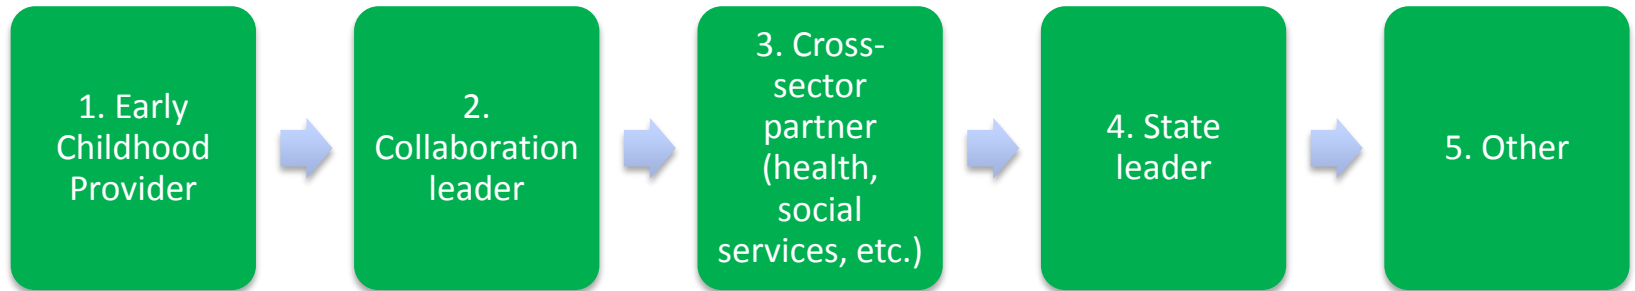 1. Early
Childhood
Provider
2.
Collaboration
leader
3. Cross-
sector
partner
(health,
social
services, etc.)
4. State
leader
5. Other